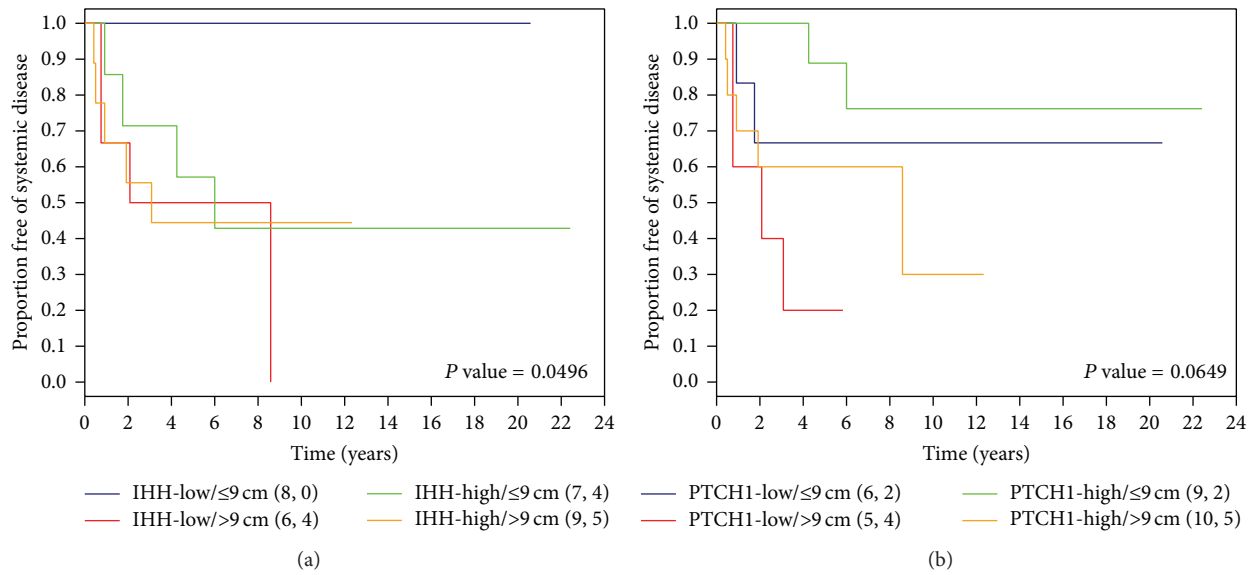 Proportion free of systemic disease
1.0
0.9
0.8
0.7
0.6
0.5
0.4
0.3
0.2
0.1
0.0
P value = 0.0496
0 2 4 6 8 10 12 14 16 18 20 22 24
Time (years)
IHH-low/≤9 cm (8, 0)
IHH-high/≤9 cm (7, 4)
IHH-low/>9 cm (6, 4)
IHH-high/>9 cm (9, 5)
(a)
Proportion free of systemic disease
1.0
0.9
0.8
0.7
0.6
0.5
0.4
0.3
0.2
0.1
0.0
P value = 0.0649
0 2 4 6 8 10 12 14 16 18 20 22 24
Time (years)
PTCH1-low/≤9 cm (6, 2)
PTCH1-high/≤9 cm (9, 2)
PTCH1-low/>9 cm (5, 4)
PTCH1-high/>9 cm (10, 5)
(b)